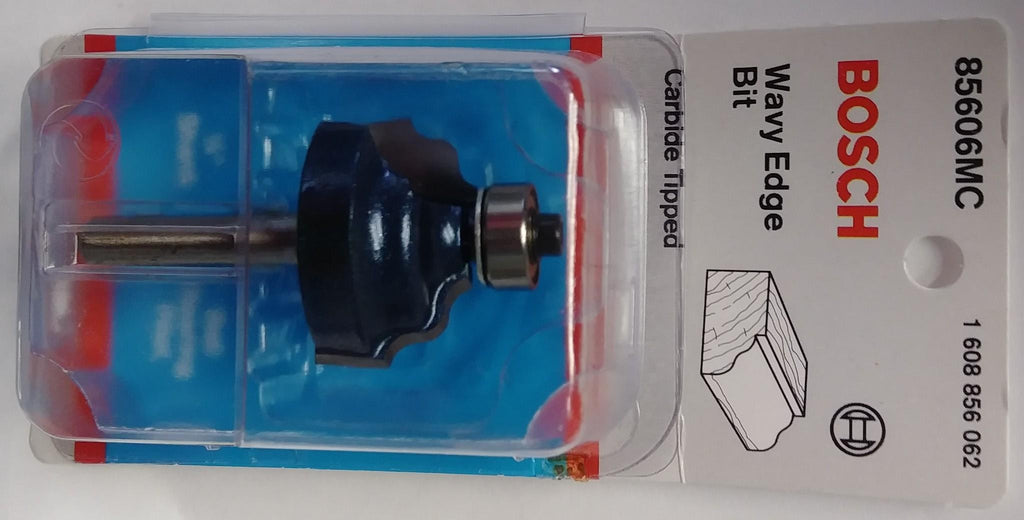 85606MC
1 608 856 062
BOSCH
Wavy Edge
Bit
Carbide Tipped